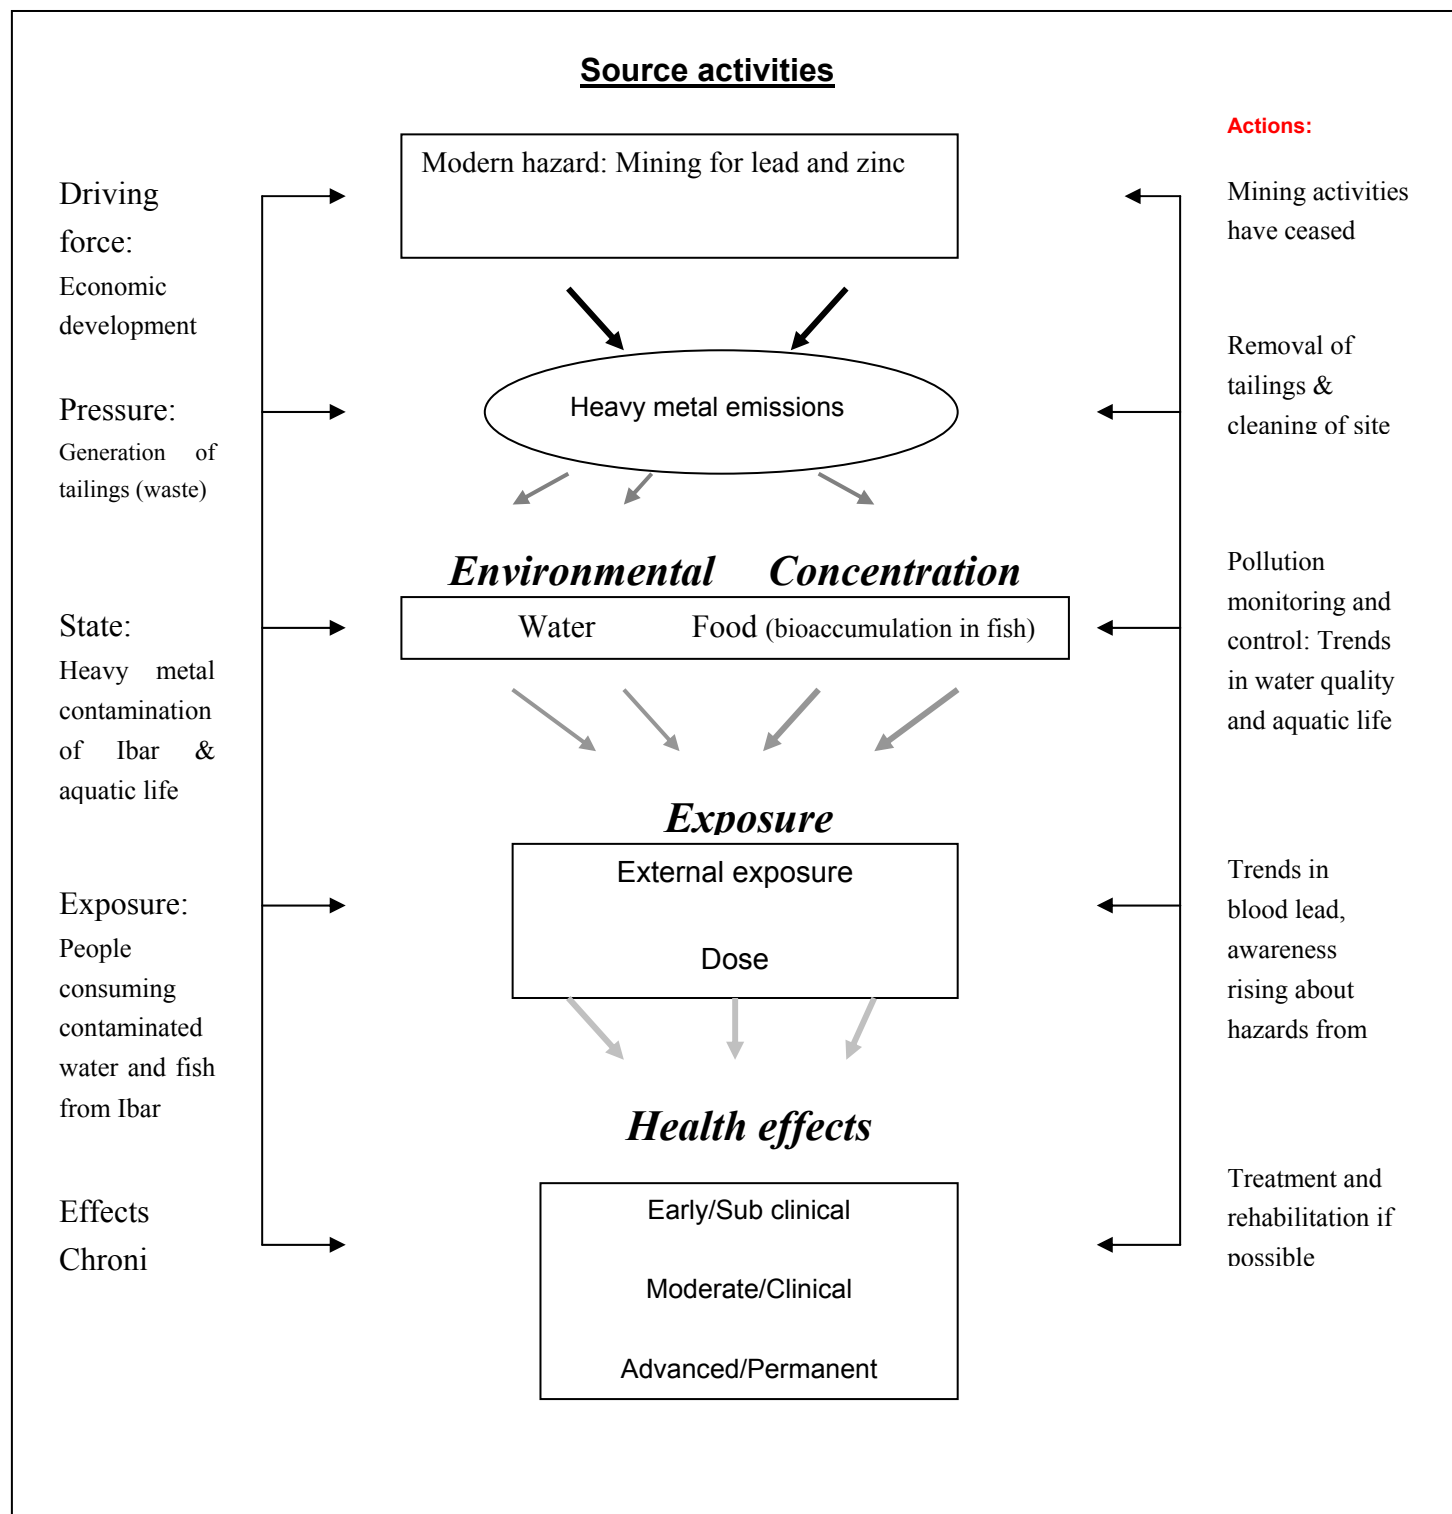 Source activities
Actions:
Modern hazard: Mining for lead and zinc
Driving
force:
Economic
development
Mining activities
have ceased
Heavy metal emissions
Pressure:
Generation of
tailings (waste)
Removal of
tailings &
cleaning of site
Environmental Concentration
Water Food (bioaccumulation in fish)
State:
Heavy metal
contamination
of Ibar &
aquatic life
Pollution
monitoring and
control: Trends
in water quality
and aquatic life
Exposure
External exposure
Dose
Exposure:
People
consuming
contaminated
water and fish
from Ibar
Trends in
blood lead,
awareness
rising about
hazards from
Health effects
Early/Sub clinical
Moderate/Clinical
Advanced/Permanent
Effects
Chroni
Treatment and
rehabilitation if
possible